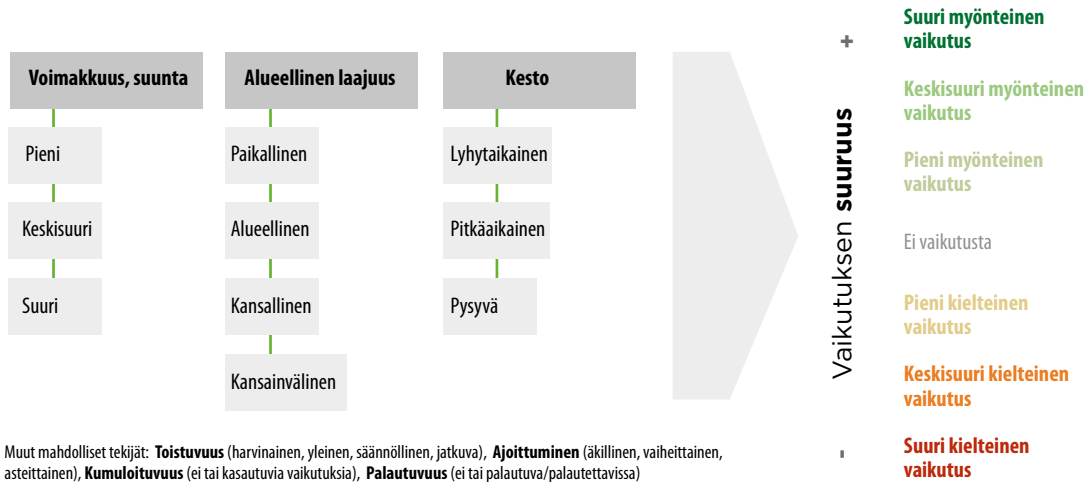 Voimakkuus, suunta
Pieni
Keskisuuri
Suuri
Alueellinen laajuus
Paikallinen
Alueellinen
Kansallinen
Kansainvälinen
Kesto
Lyhytaikainen
Pitkäaikainen
Pysyvä
+
Vaikutuksen suuruus
-
Suuri myönteinen
vaikutus
Keskisuuri myönteinen
vaikutus
Pieni myönteinen
vaikutus
Ei vaikutusta
Pieni kielteinen
vaikutus
Keskisuuri kielteinen
vaikutus
Suuri kielteinen
vaikutus
Muut mahdolliset tekijät: Toistuvuus (harvinainen, yleinen, säännöllinen, jatkuva), Ajoittuminen (äkillinen, vaiheittainen,
asteittainen), Kumuloituvuus (ei tai kasautuvia vaikutuksia), Palautuvuus (ei tai palautuva/palautettavissa)